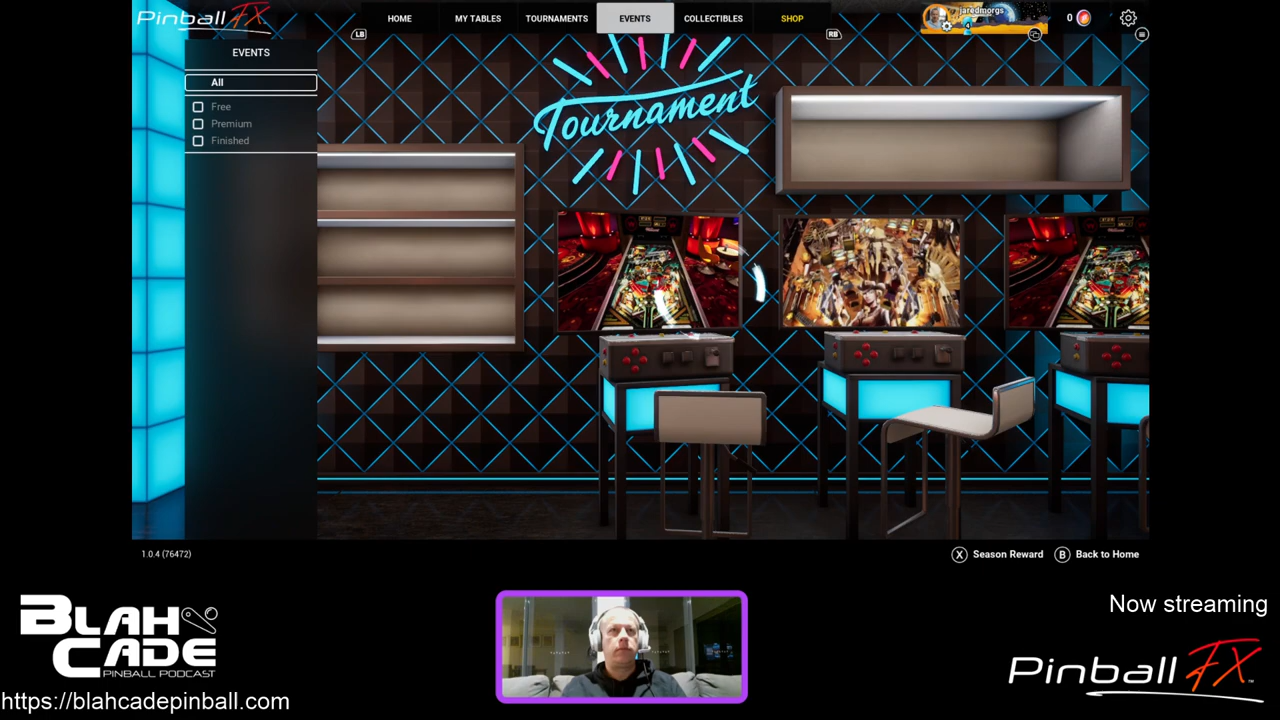 Pinball FX
HOME
MY TABLES
TOURNAMENTS
EVENTS
COLLECTIBLES
SHOP
jaredmorgs
4
0
LB
RB
EVENTS
All
Free
Premium
Finished
Tournament
1.0.4 (76472)
X Season Reward
B Back to Home
BLAH
CADE
PINBALL PODCAST
https://blahcadepinball.com
Now streaming
Pinball FX